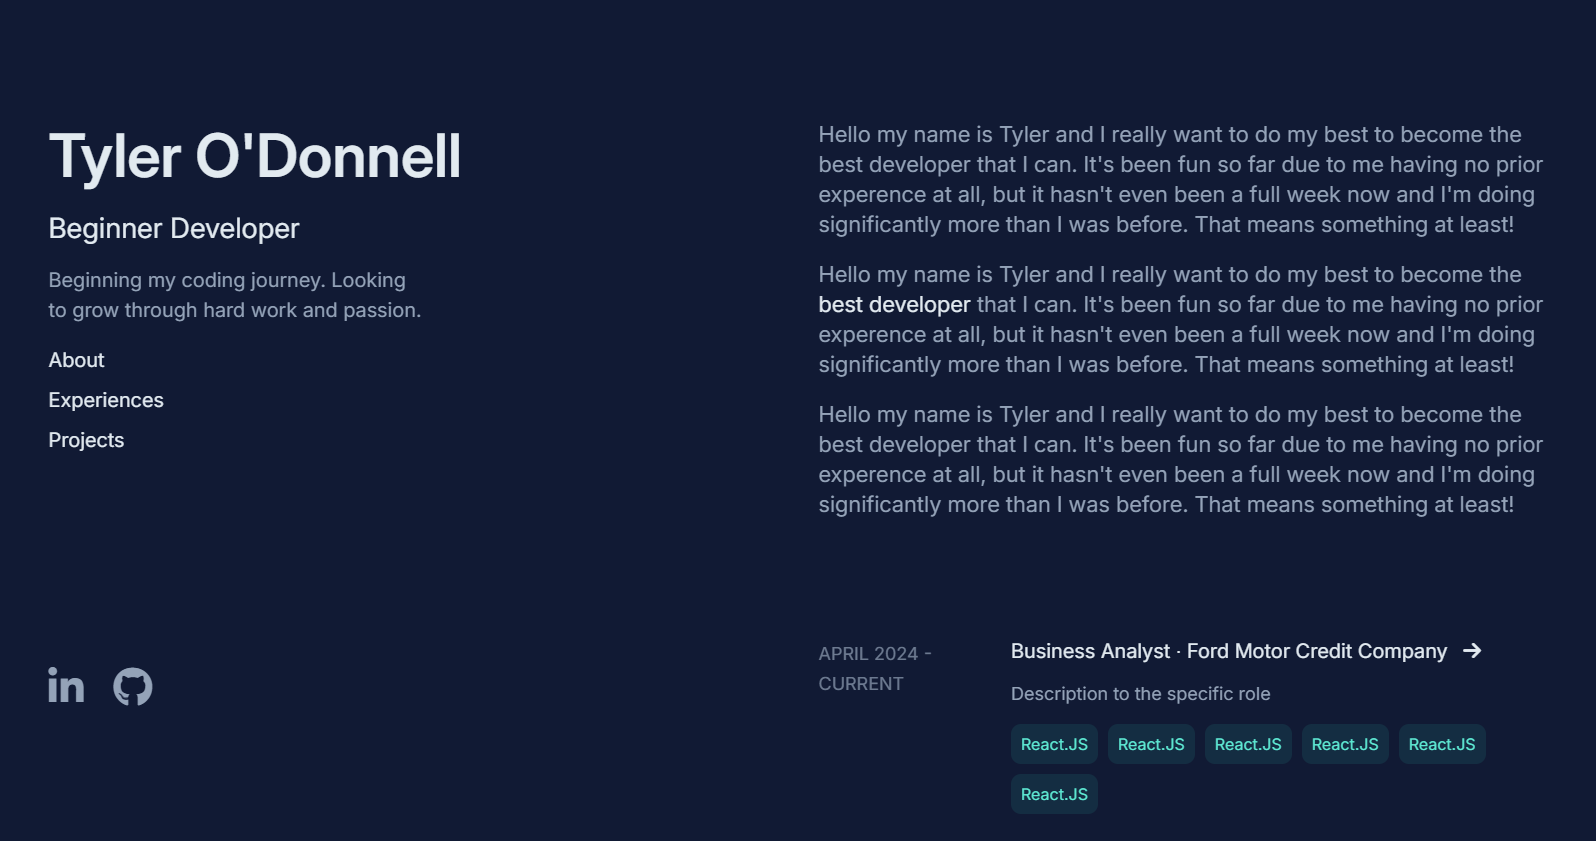 Tyler O'Donnell
Beginner Developer
Beginning my coding journey. Looking
to grow through hard work and passion.
About
Experiences
Projects
in
Hello my name is Tyler and I really want to do my best to become the
best developer that I can. It's been fun so far due to me having no prior
experence at all, but it hasn't even been a full week now and I'm doing
significantly more than I was before. That means something at least!
Hello my name is Tyler and I really want to do my best to become the
best developer that I can. It's been fun so far due to me having no prior
experence at all, but it hasn't even been a full week now and I'm doing
significantly more than I was before. That means something at least!
Hello my name is Tyler and I really want to do my best to become the
best developer that I can. It's been fun so far due to me having no prior
experence at all, but it hasn't even been a full week now and I'm doing
significantly more than I was before. That means something at least!
APRIL 2024 -
CURRENT
Business Analyst · Ford Motor Credit Company →
Description to the specific role
React.JS React.JS React.JS React.JS React.JS
React.JS